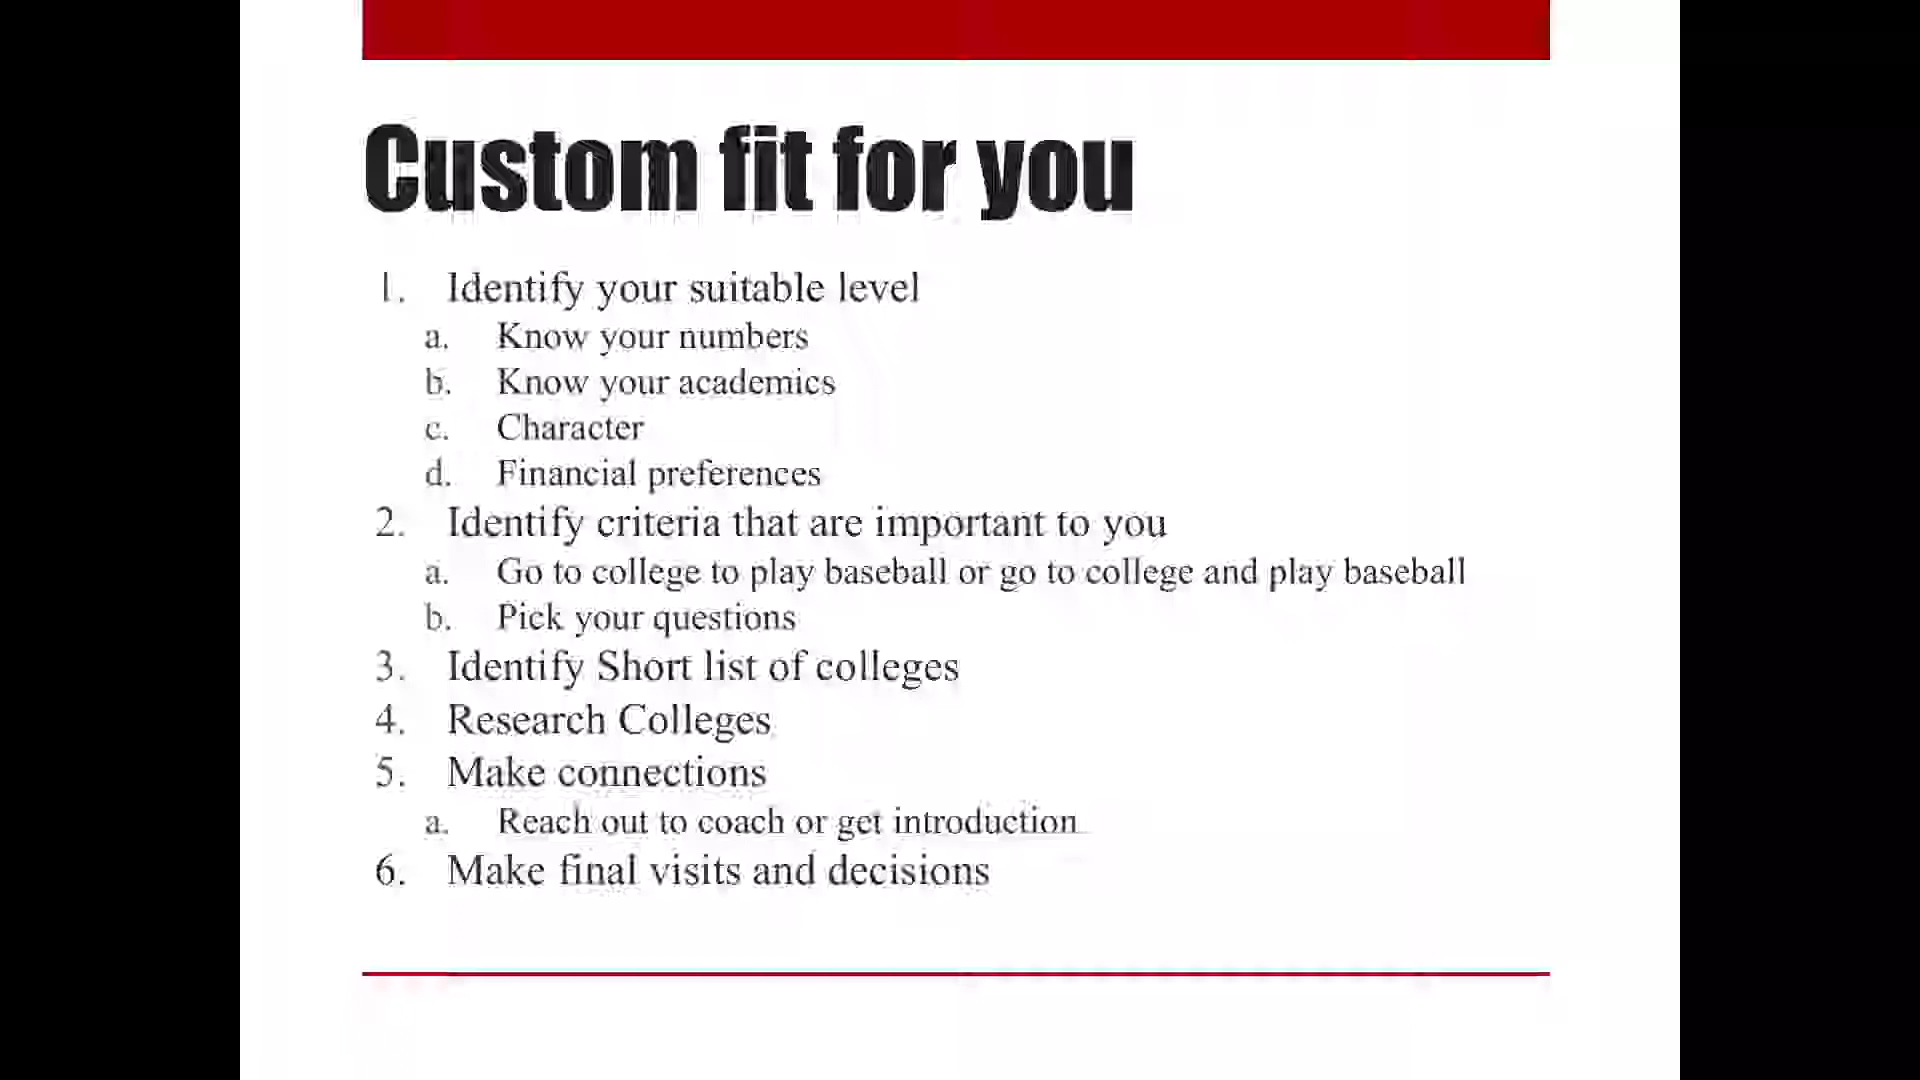 Custom fit for you
1. Identify your suitable level
a. Know your numbers
b. Know your academics
c. Character
d. Financial preferences
2. Identify criteria that are important to you
a. Go to college to play baseball or go to college and play baseball
b. Pick your questions
3. Identify Short list of colleges
4. Research Colleges
5. Make connections
a. Reach out to coach or get introduction
6. Make final visits and decisions